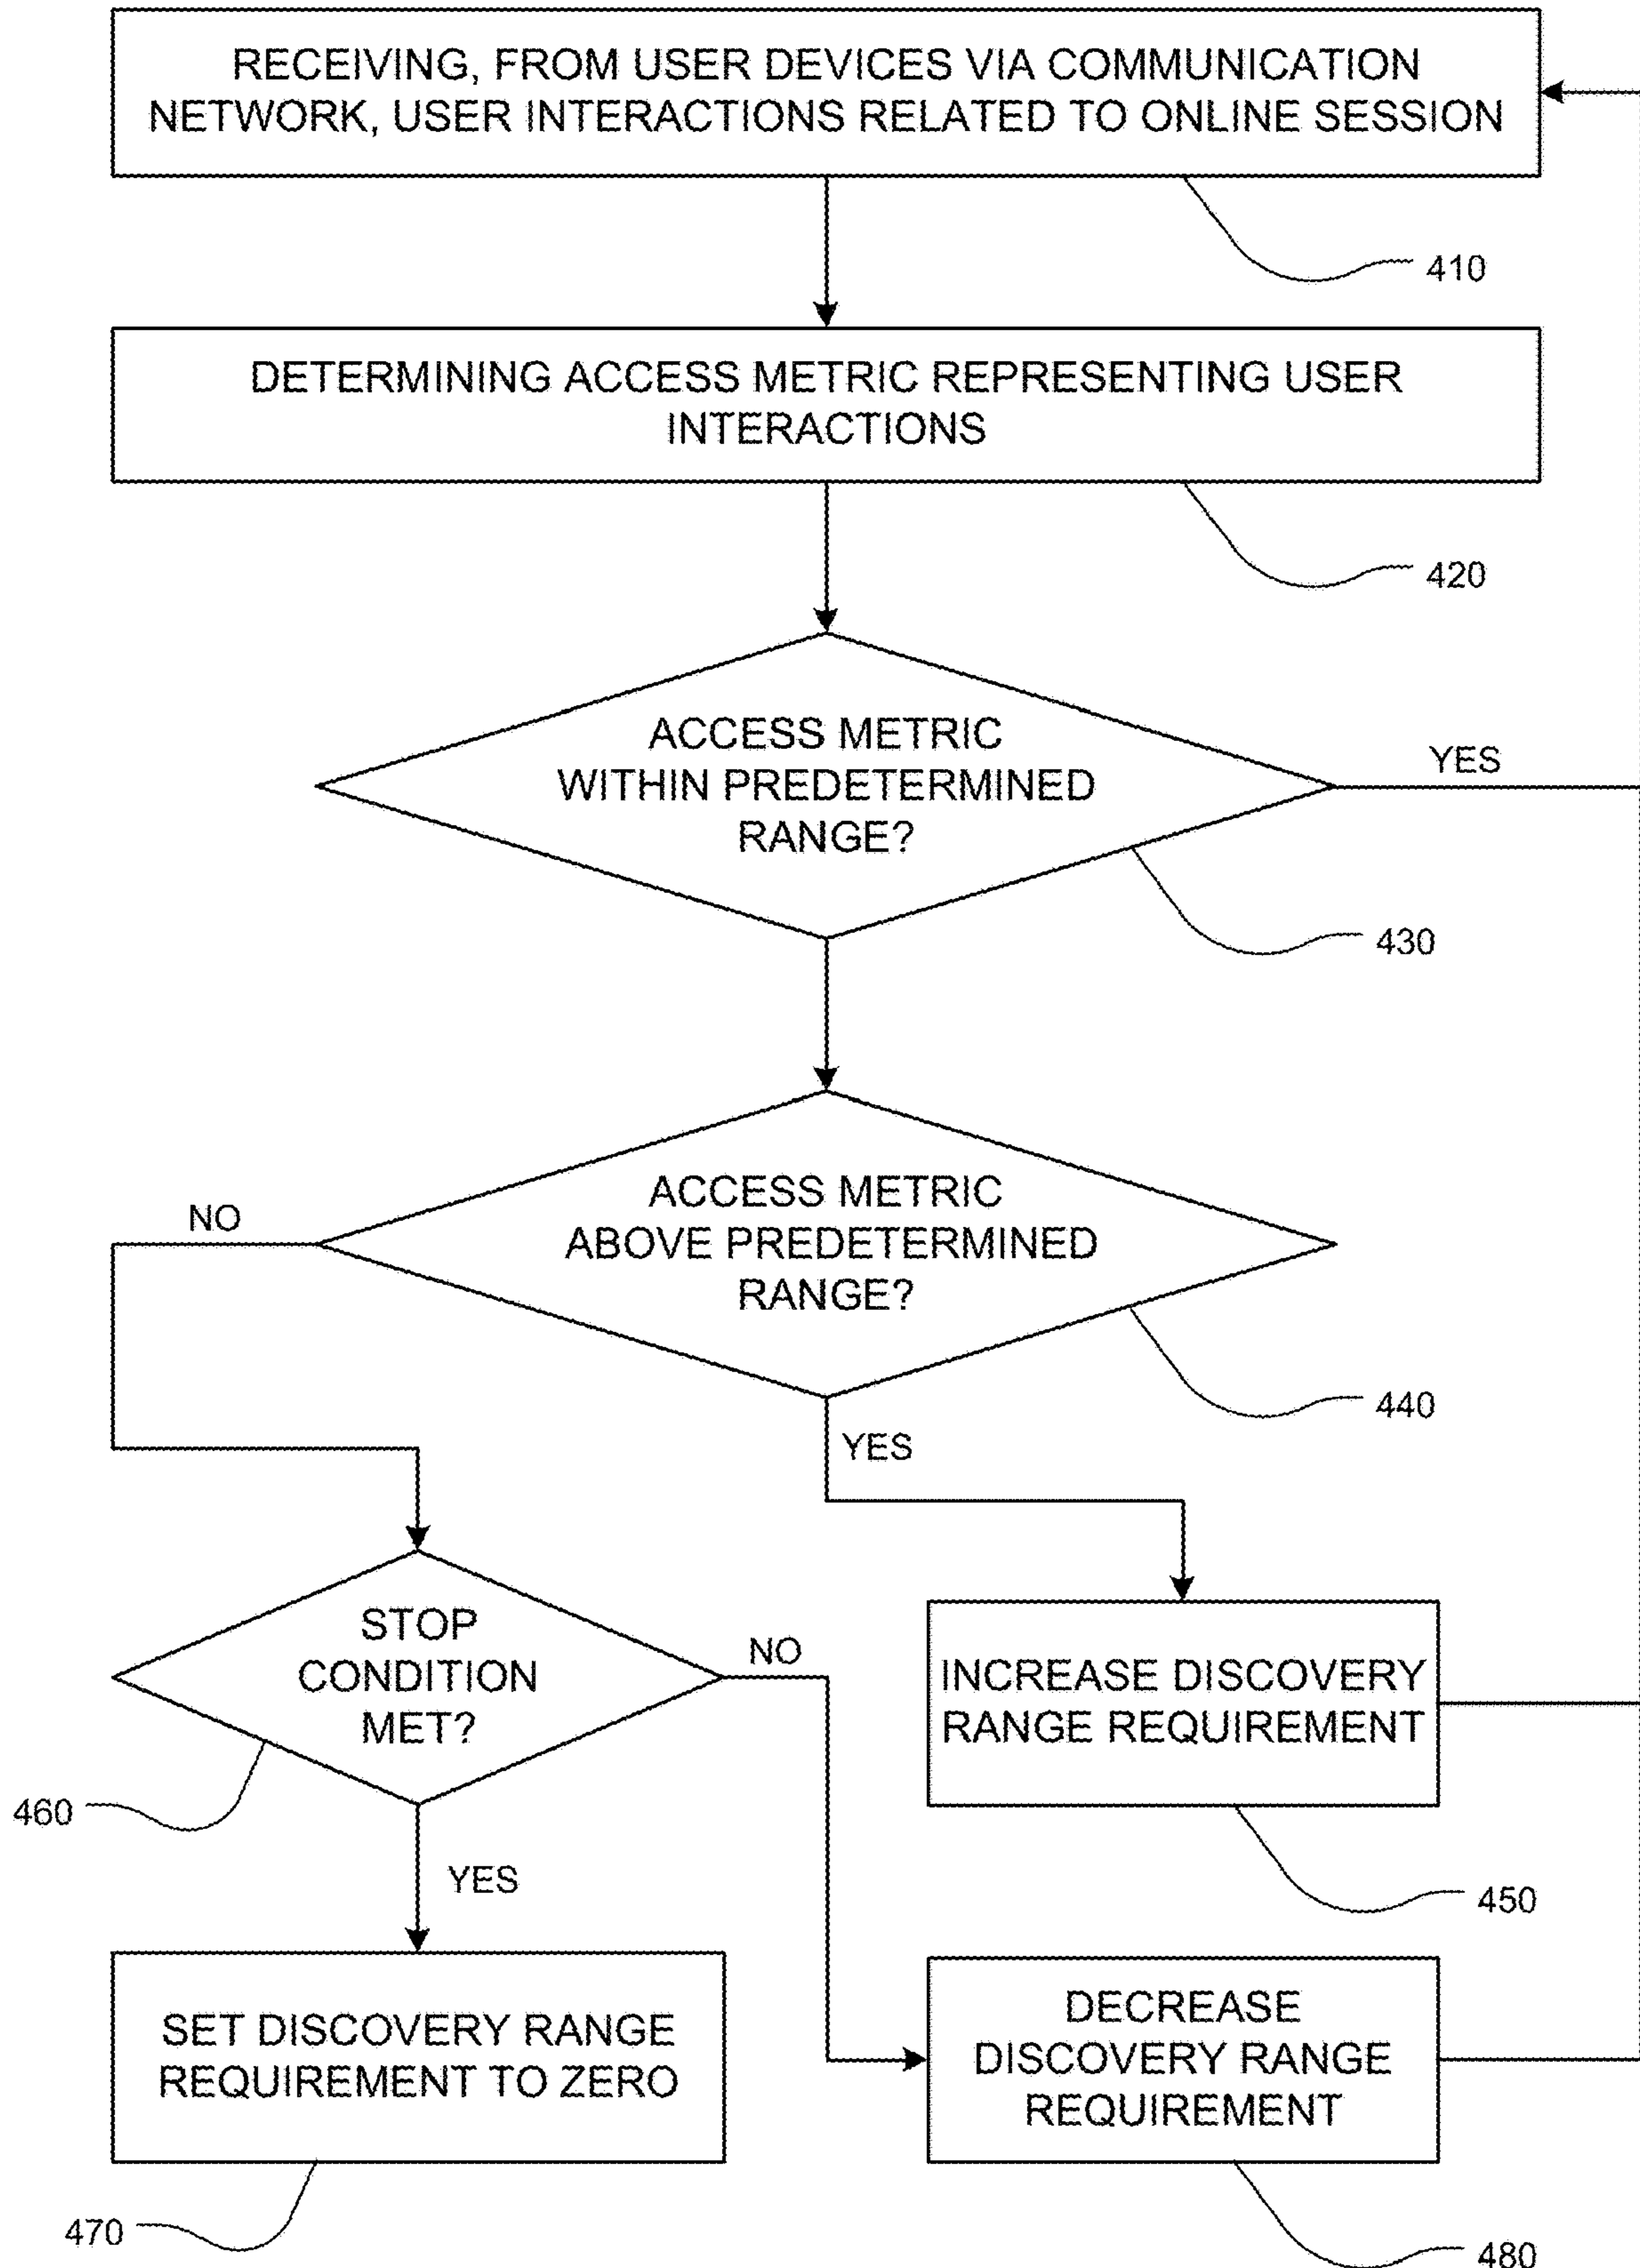 RECEIVING, FROM USER DEVICES VIA COMMUNICATION
NETWORK, USER INTERACTIONS RELATED TO ONLINE SESSION
410
DETERMINING ACCESS METRIC REPRESENTING USER
INTERACTIONS
420
ACCESS METRIC
WITHIN PREDETERMINED
RANGE?
YES
430
ACCESS METRIC
ABOVE PREDETERMINED
RANGE?
NO
440
YES
STOP
CONDITION
MET?
NO
INCREASE DISCOVERY
RANGE REQUIREMENT
460
YES
450
SET DISCOVERY RANGE
REQUIREMENT TO ZERO
DECREASE
DISCOVERY RANGE
REQUIREMENT
470
480